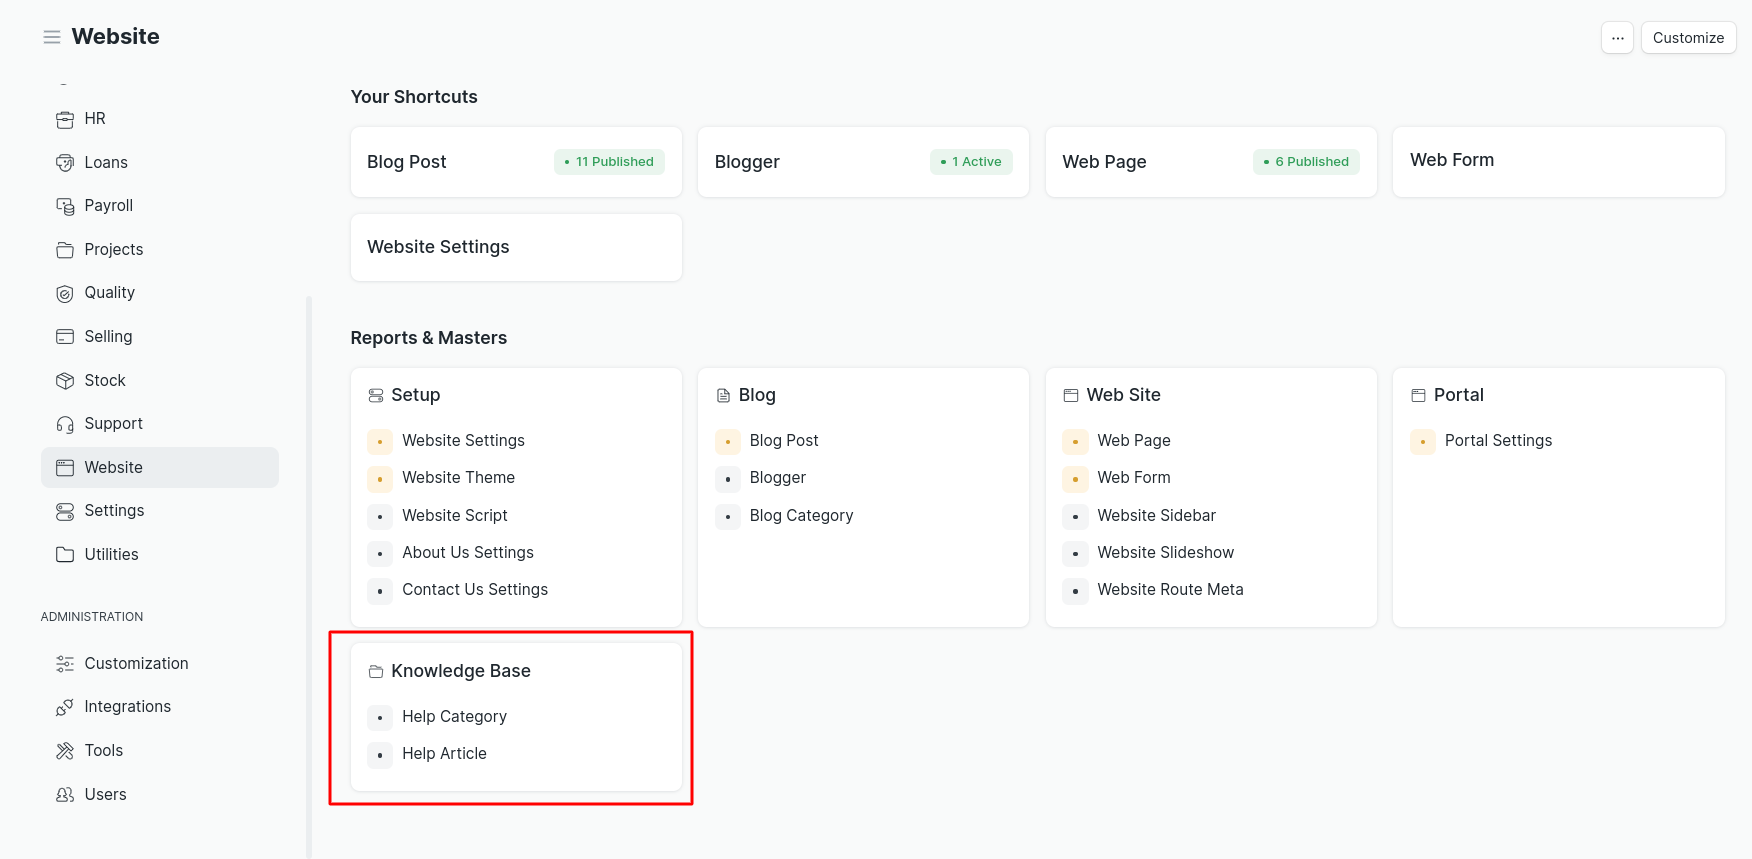 Website
...
Customize
HR
Loans
Payroll
Projects
Quality
Selling
Stock
Support
Website
Settings
Utilities
ADMINISTRATION
Customization
Integrations
Tools
Users
Your Shortcuts
Blog Post
11 Published
Blogger
1 Active
Web Page
6 Published
Web Form
Website Settings
Reports & Masters
Setup
Website Settings
Website Theme
Website Script
About Us Settings
Contact Us Settings
Blog
Blog Post
Blogger
Blog Category
Web Site
Web Page
Web Form
Website Sidebar
Website Slideshow
Website Route Meta
Portal
Portal Settings
Knowledge Base
Help Category
Help Article